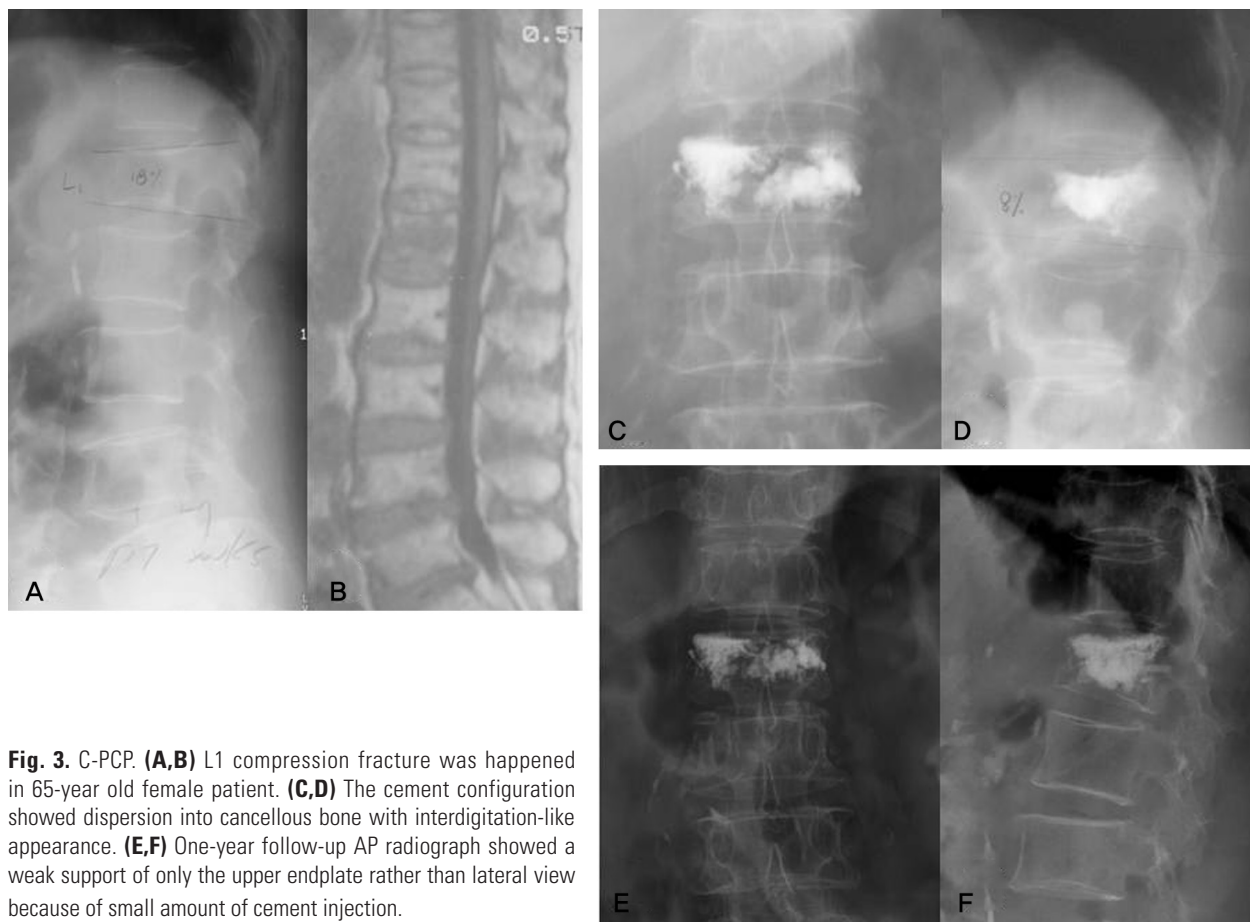 0.5T
L1 18%
1
A
B
C
8%
D
E
F
Fig. 3. C-PCP. (A,B) L1 compression fracture was happened
in 65-year old female patient. (C,D) The cement configuration
showed dispersion into cancellous bone with interdigitation-like
appearance. (E,F) One-year follow-up AP radiograph showed a
weak support of only the upper endplate rather than lateral view
because of small amount of cement injection.